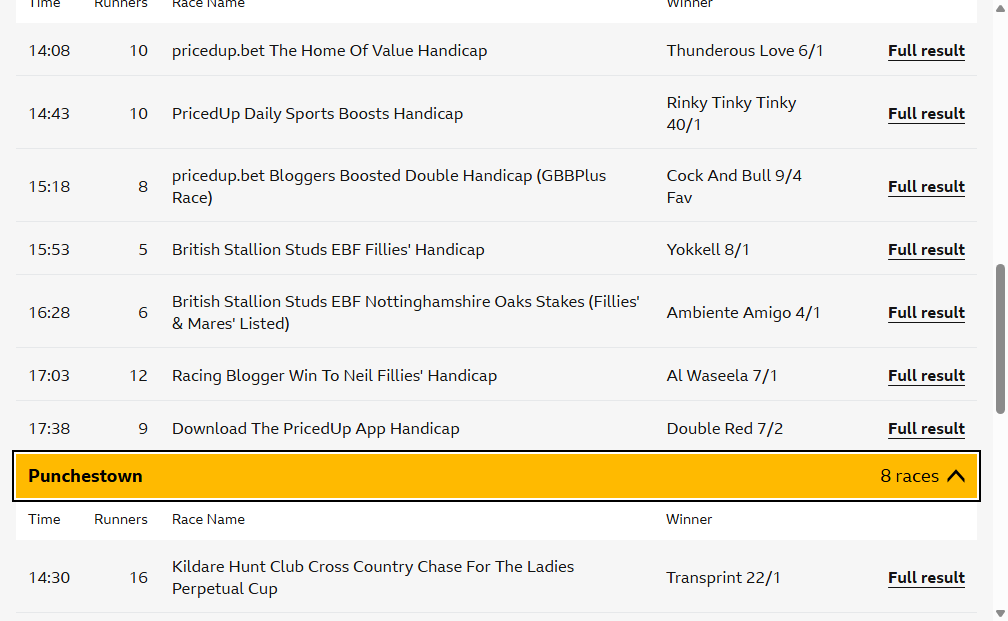 Time Runners Race Name Winner
14:08 10 pricedup.bet The Home Of Value Handicap Thunderous Love 6/1 Full result
14:43 10 PricedUp Daily Sports Boosts Handicap Rinky Tinky Tinky
40/1 Full result
15:18 8 pricedup.bet Bloggers Boosted Double Handicap (GBBPlus
Race) Cock And Bull 9/4
Fav Full result
15:53 5 British Stallion Studs EBF Fillies' Handicap Yokkell 8/1 Full result
16:28 6 British Stallion Studs EBF Nottinghamshire Oaks Stakes (Fillies'
& Mares' Listed) Ambiente Amigo 4/1 Full result
17:03 12 Racing Blogger Win To Neil Fillies' Handicap Al Waseela 7/1 Full result
17:38 9 Download The PricedUp App Handicap Double Red 7/2 Full result
Punchestown 8 races
Time Runners Race Name Winner
14:30 16 Kildare Hunt Club Cross Country Chase For The Ladies
Perpetual Cup Transprint 22/1 Full result